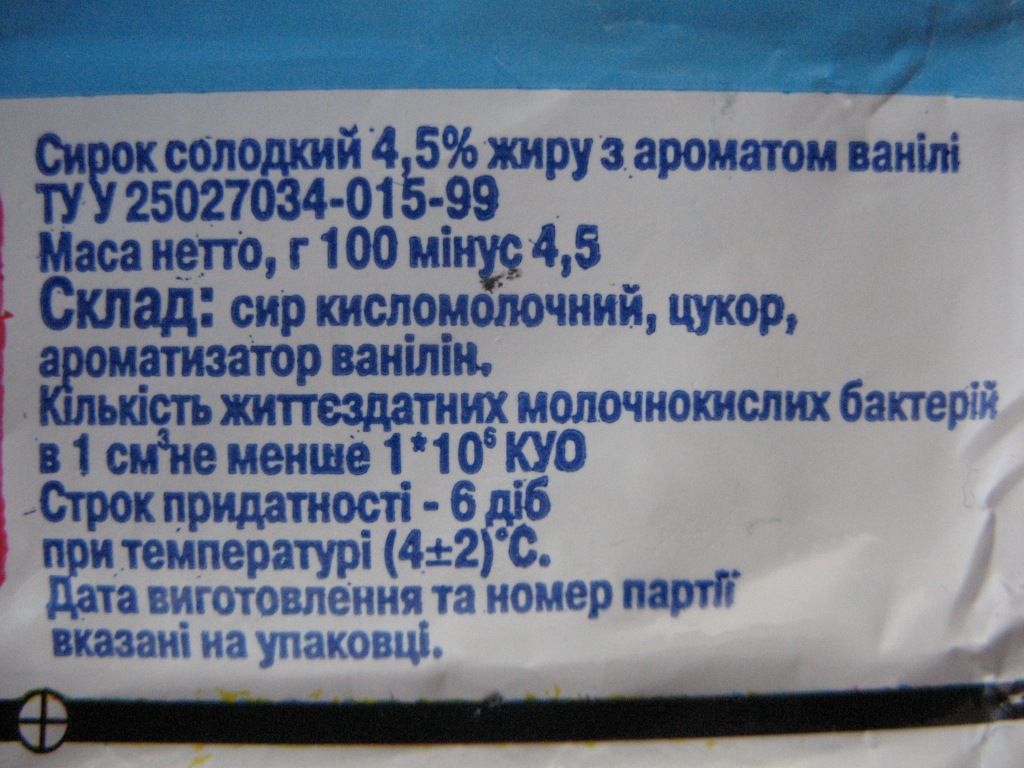 Сирок солодкий 4,5% жиру з ароматом ванілі
ТУ У 25027034-015-99
Маса нетто, г 100 мінус 4,5
Склад: сир кисломолочний, цукор,
ароматизатор ванілін.
Кількість життєздатних молочнокислих бактерій
в 1 см³ не менше 1*10⁶ КУО
Строк придатності - 6 діб
при температурі (4±2)°С.
Дата виготовлення та номер партії
вказані на упаковці.